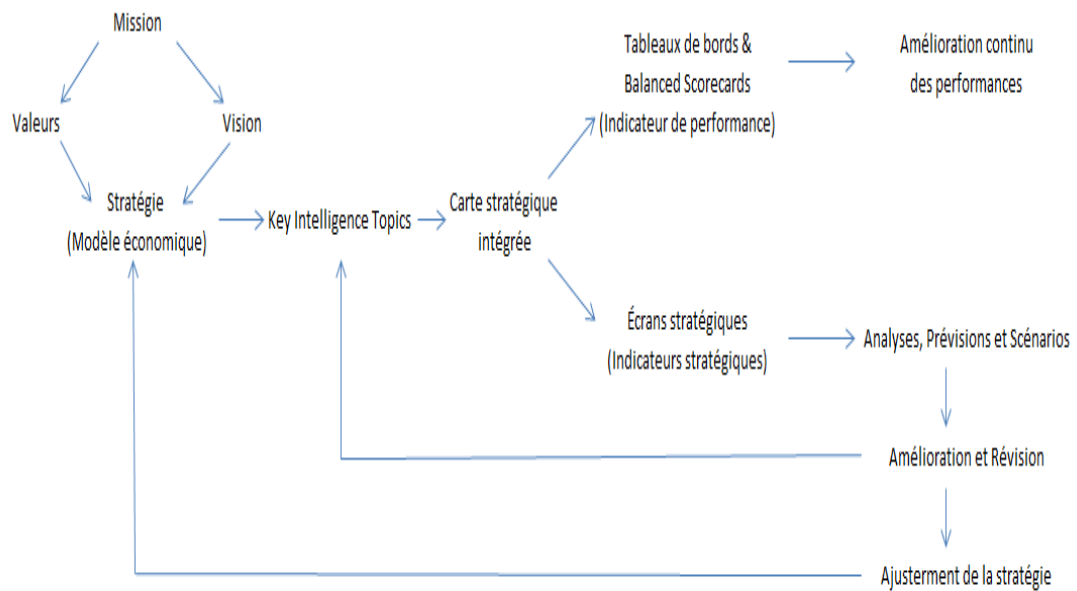 Mission
Valeurs
Vision
Stratégie
(Modèle économique)
Key Intelligence Topics
Carte stratégique
intégrée
Tableaux de bords &
Balanced Scorecards
(Indicateur de performance)
Amélioration continu
des performances
Écrans stratégiques
(Indicateurs stratégiques)
Analyses, Prévisions et Scénarios
Amélioration et Révision
Ajusterment de la stratégie